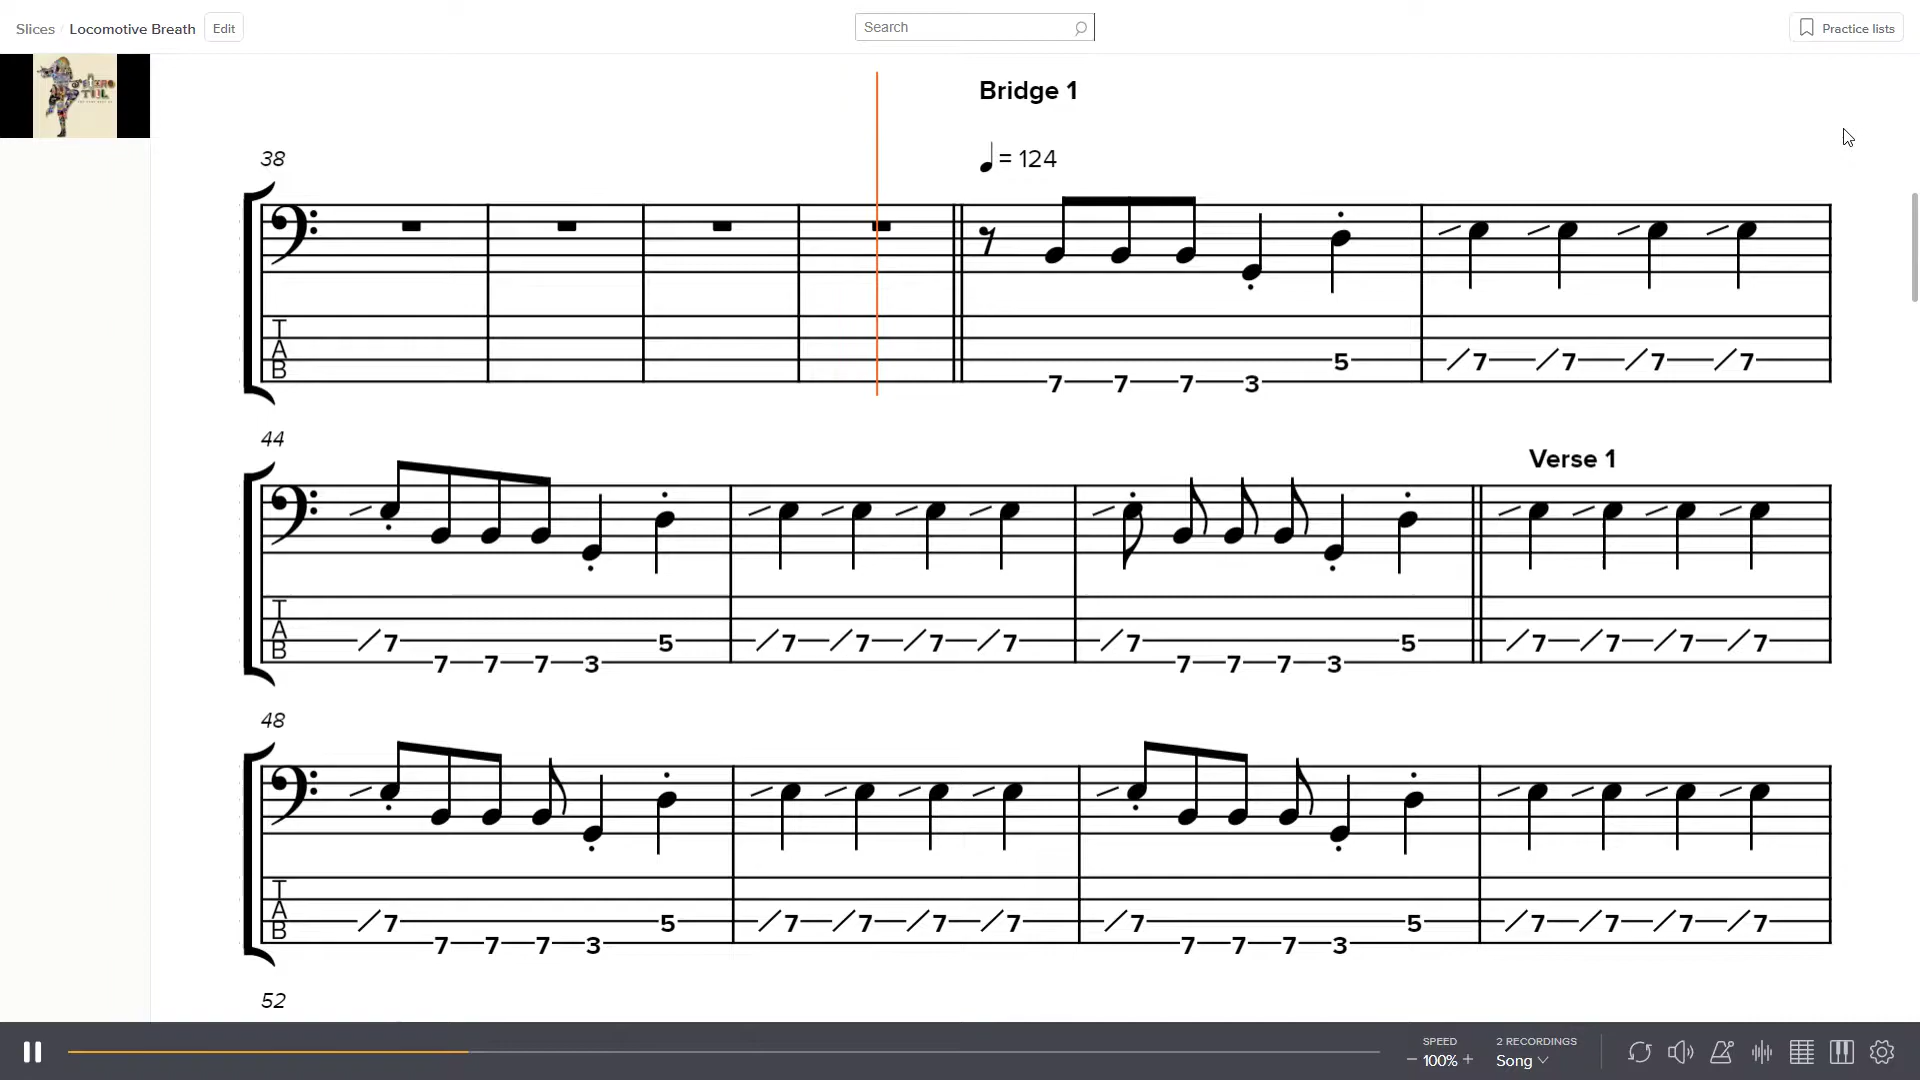 Slices / Locomotive Breath Edit
Search
Practice lists
Bridge 1
38
= 124
T
A
B
7 7 7 3 5 7 7 7 7
44
Verse 1
T
A
B
7 7 7 7 3 5 7 7 7 7 7 7 7 7 3 5 7 7 7 7
48
T
A
B
7 7 7 7 3 5 7 7 7 7 7 7 7 7 3 5 7 7 7 7
52
SPEED
− 100% +
2 RECORDINGS
Song